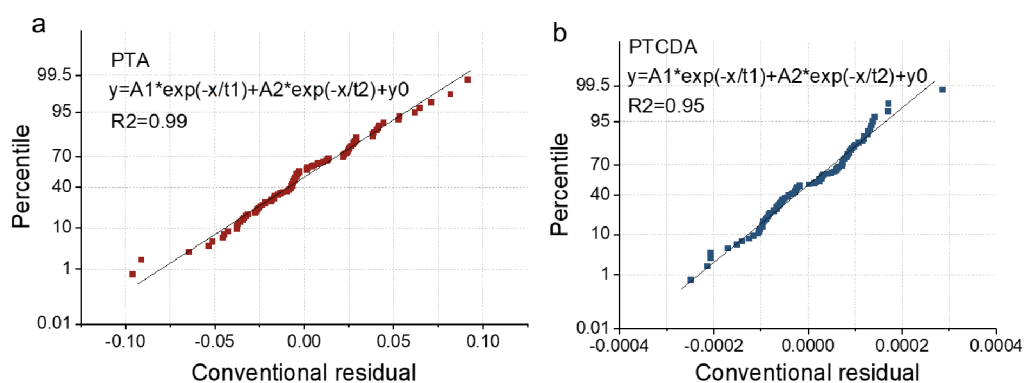 a
PTA
y=A1*exp(-x/t1)+A2*exp(-x/t2)+y0
R2=0.99
Percentile
99.5
95
70
40
10
1
0.01
-0.10
-0.05
0.00
0.05
0.10
Conventional residual
b
PTCDA
y=A1*exp(-x/t1)+A2*exp(-x/t2)+y0
R2=0.95
Percentile
99.5
95
70
40
10
1
0.01
-0.0004
-0.0002
0.0000
0.0002
0.0004
Conventional residual